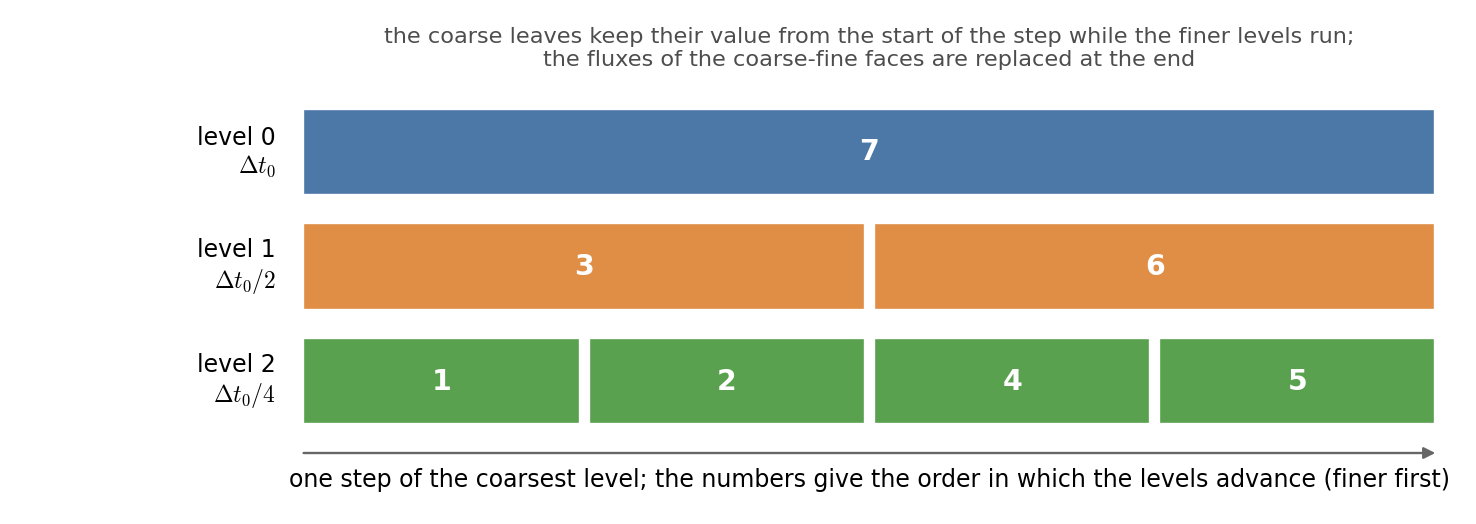 the coarse leaves keep their value from the start of the step while the finer levels run;
the fluxes of the coarse-fine faces are replaced at the end
level 0
Δt₀
7
level 1
Δt₀/2
3
6
level 2
Δt₀/4
1
2
4
5
one step of the coarsest level; the numbers give the order in which the levels advance (finer first)